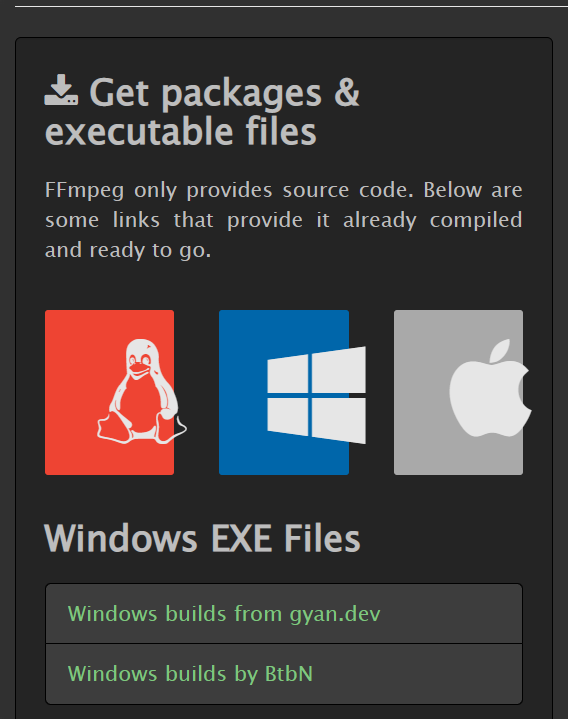 Get packages &
executable files
FFmpeg only provides source code. Below are
some links that provide it already compiled
and ready to go.
Windows EXE Files
Windows builds from gyan.dev
Windows builds by BtbN